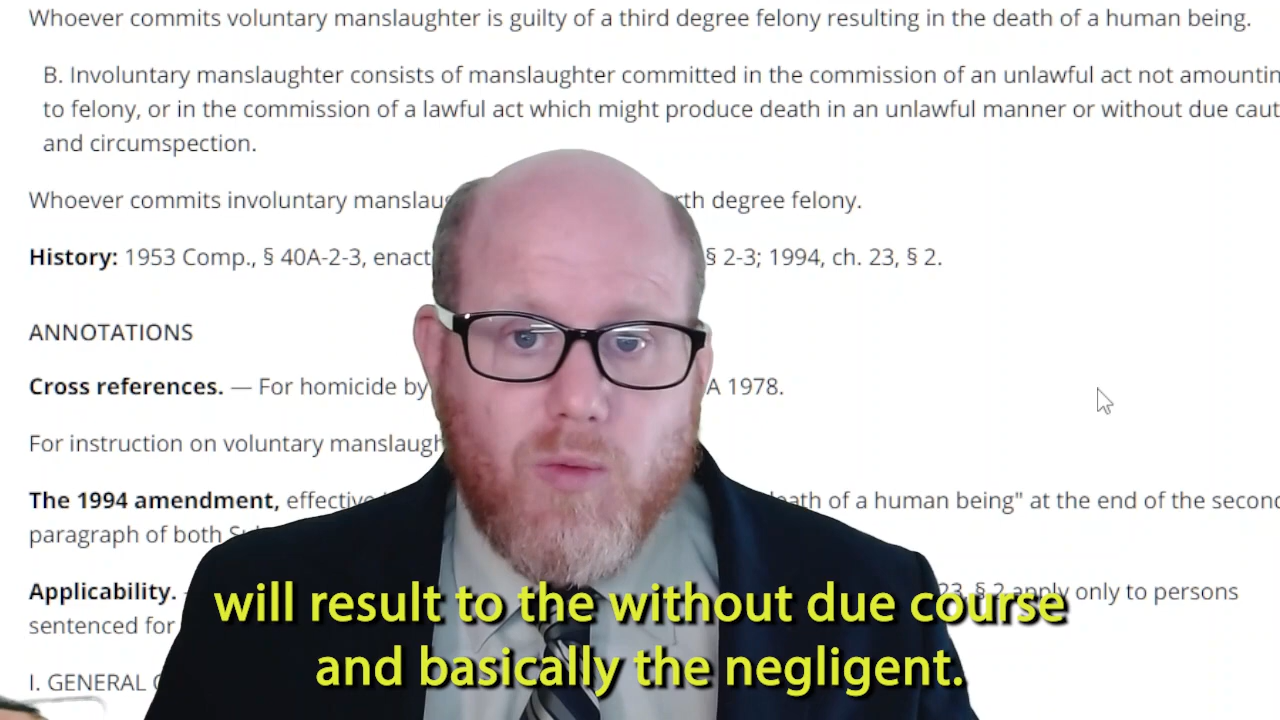 Whoever commits voluntary manslaughter is guilty of a third degree felony resulting in the death of a human being.
B. Involuntary manslaughter consists of manslaughter committed in the commission of an unlawful act not amountin
to felony, or in the commission of a lawful act which might produce death in an unlawful manner or without due caut
and circumspection.
Whoever commits involuntary manslaug rth degree felony.
History: 1953 Comp., § 40A-2-3, enact § 2-3; 1994, ch. 23, § 2.
ANNOTATIONS
Cross references. — For homicide by A 1978.
For instruction on voluntary manslaugh
The 1994 amendment, effective eath of a human being" at the end of the second
paragraph of both
Applicability. 23, § 2 apply only to persons
sentenced for
I. GENERAL
will result to the without due course
and basically the negligent.